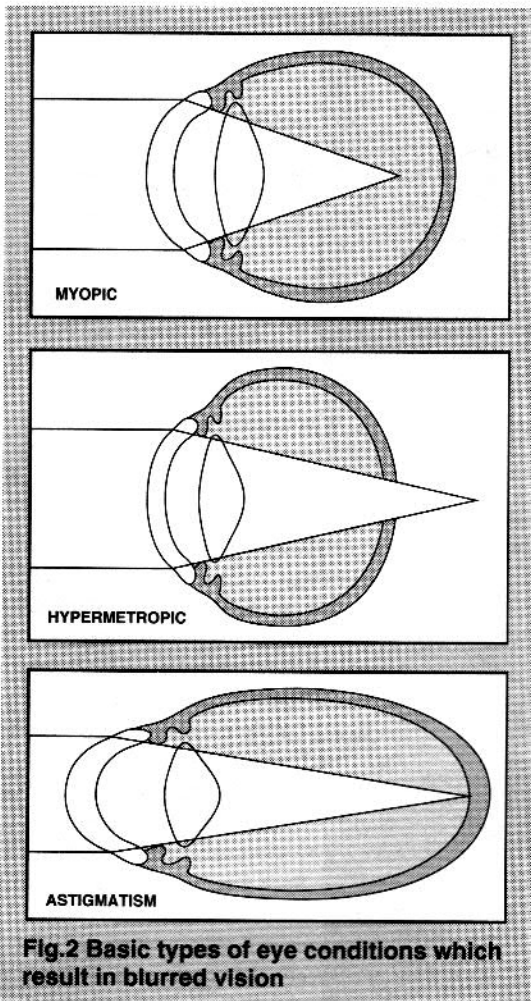 MYOPIC
HYPERMETROPIC
ASTIGMATISM
Fig.2 Basic types of eye conditions which
result in blurred vision